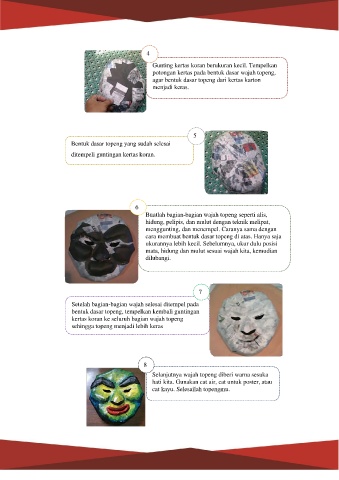 4
Gunting kertas koran berukuran kecil. Tempelkan
potongan kertas pada bentuk dasar wajah topeng,
agar bentuk dasar topeng dari kertas karton
menjadi keras.
5
Bentuk dasar topeng yang sudah selesai
ditempeli guntingan kertas koran.
6
Buatlah bagian-bagian wajah topeng seperti alis,
hidung, pelipis, dan mulut dengan teknik melipat,
menggunting, dan menempel. Caranya sama dengan
cara membuat bentuk dasar topeng di atas. Hanya saja
ukurannya lebih kecil. Sebelumnya, ukur dulu posisi
mata, hidung dan mulut sesuai wajah kita, kemudian
dilubangi.
7
Setelah bagian-bagian wajah selesai ditempel pada
bentuk dasar topeng, tempelkan kembali guntingan
kertas koran ke seluruh bagian wajah topeng
sehingga topeng menjadi lebih keras.
8
Selanjutnya wajah topeng diberi warna sesuka
hati kita. Gunakan cat air, cat untuk poster, atau
cat kayu. Selesailah topengmu.